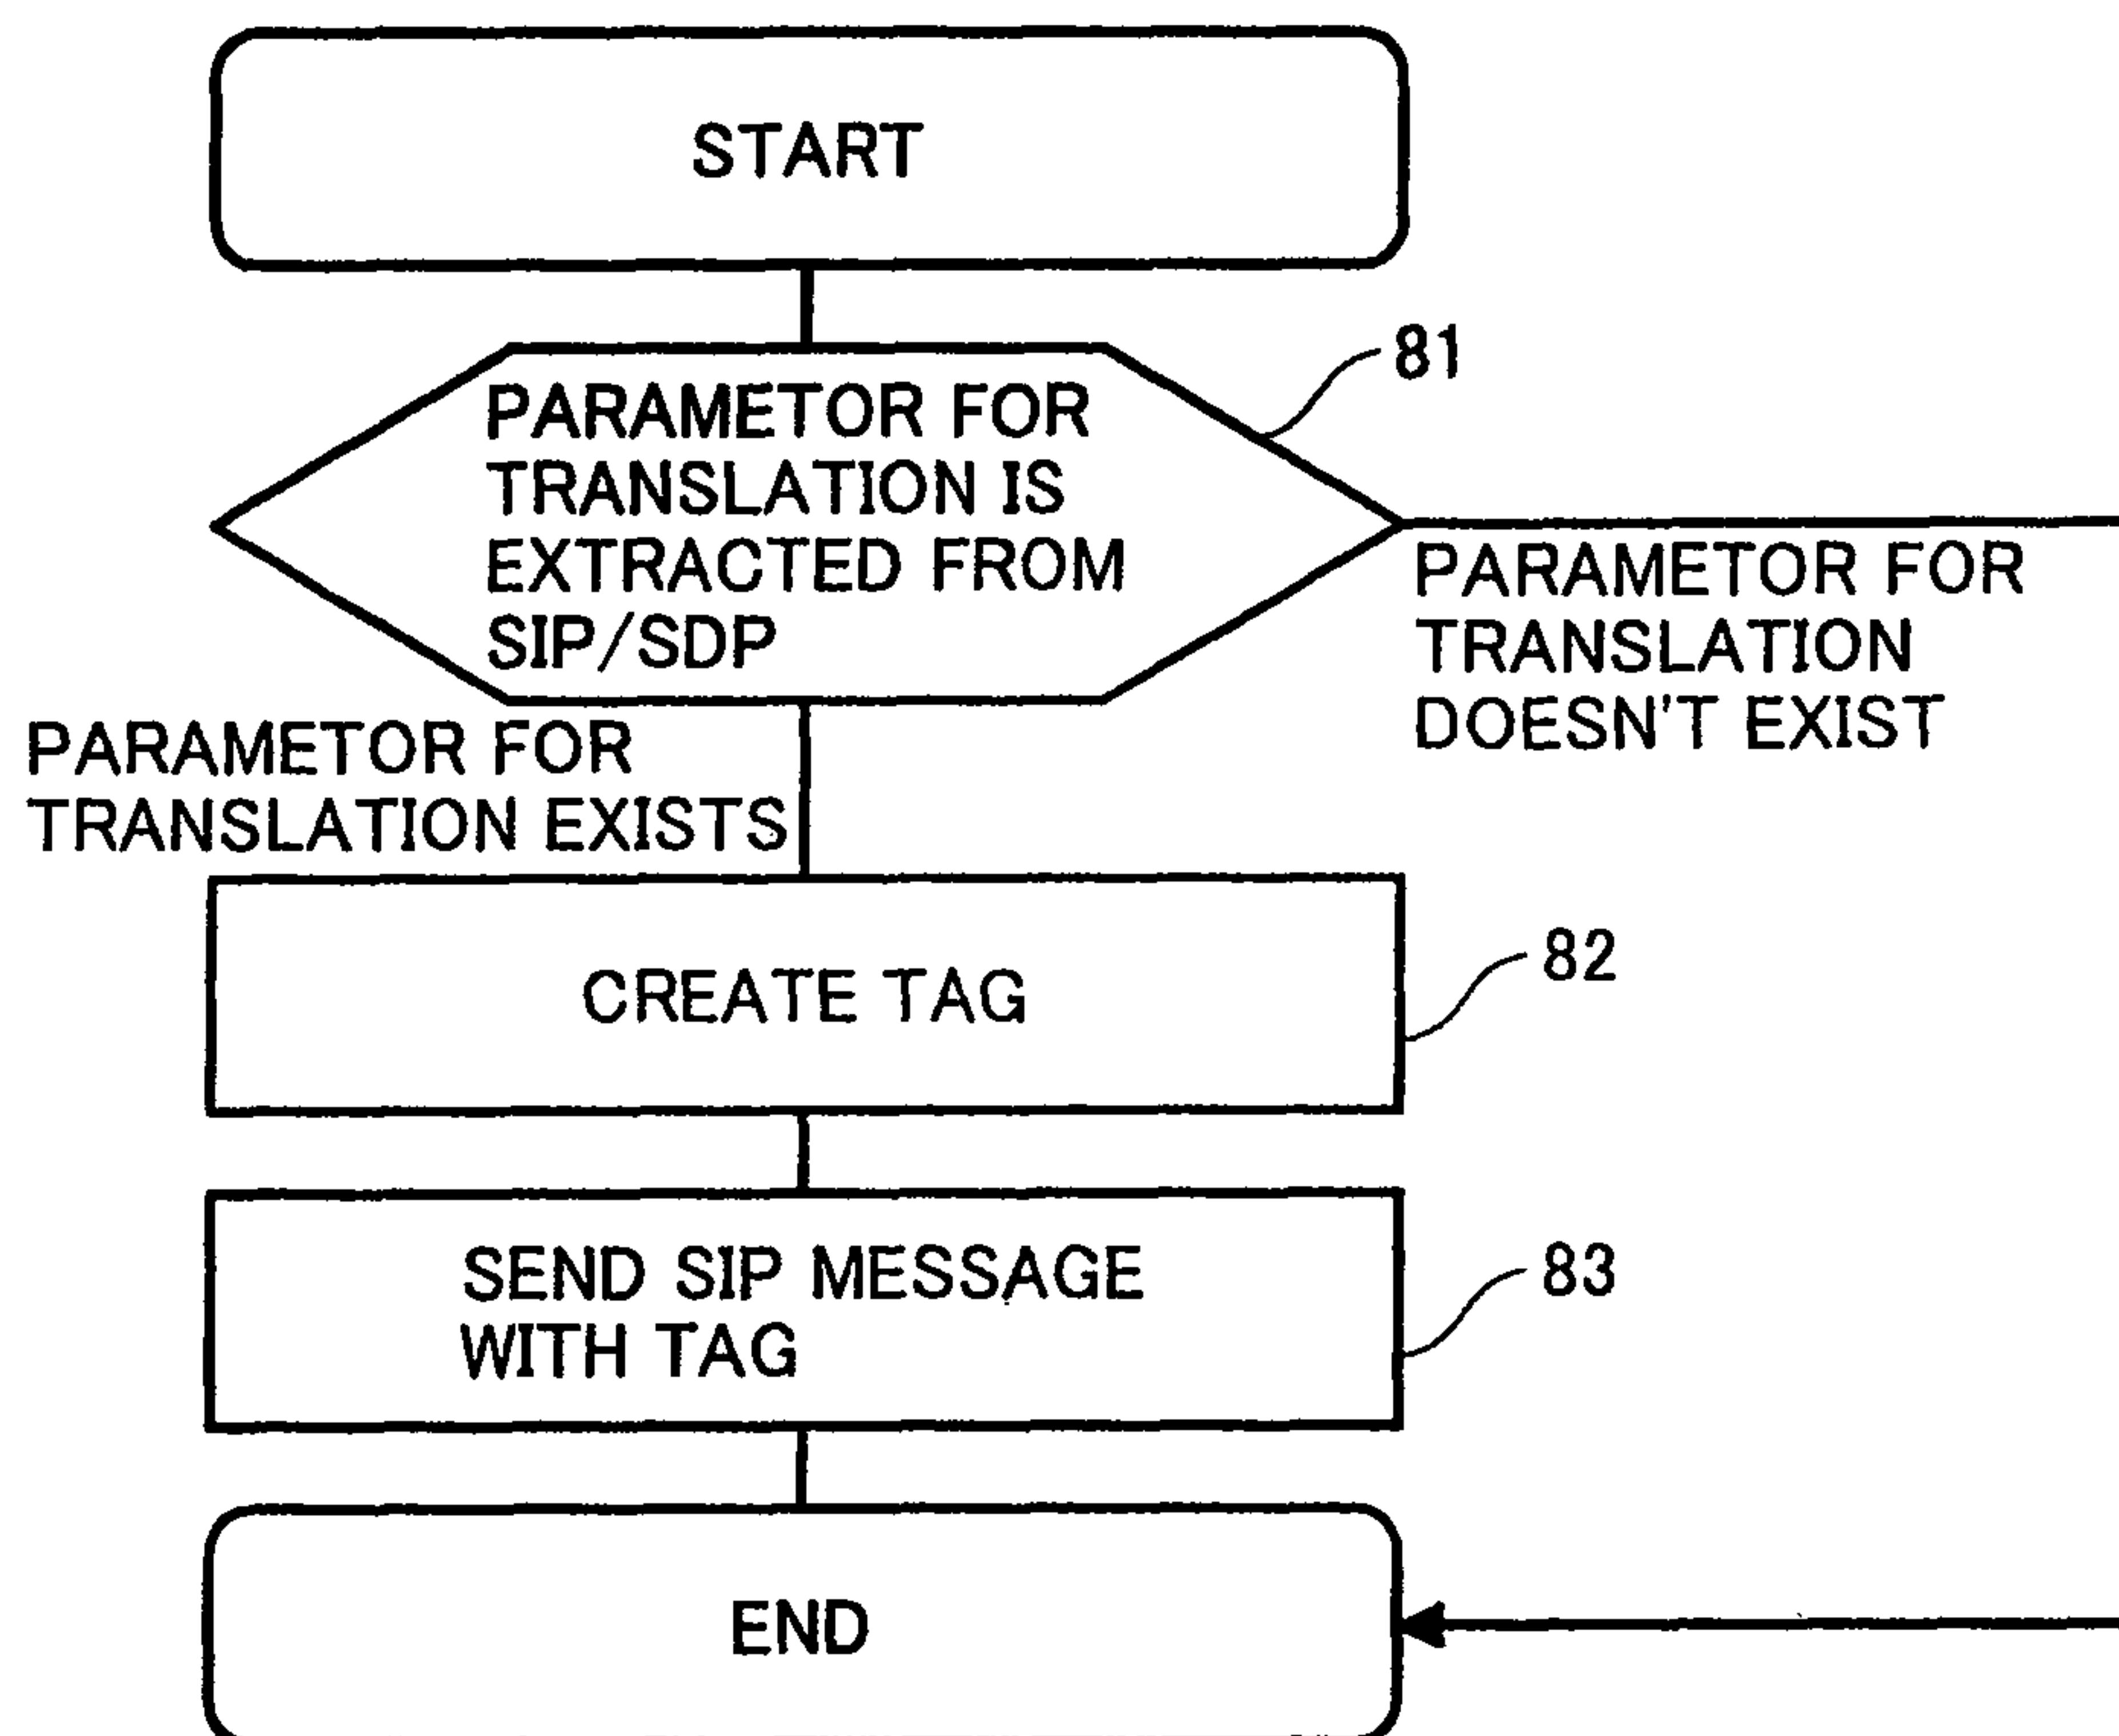 START
81
PARAMETOR FOR
TRANSLATION IS
EXTRACTED FROM
SIP/SDP
PARAMETOR FOR
TRANSLATION
DOESN'T EXIST
PARAMETOR FOR
TRANSLATION EXISTS
CREATE TAG
82
SEND SIP MESSAGE
WITH TAG
83
END